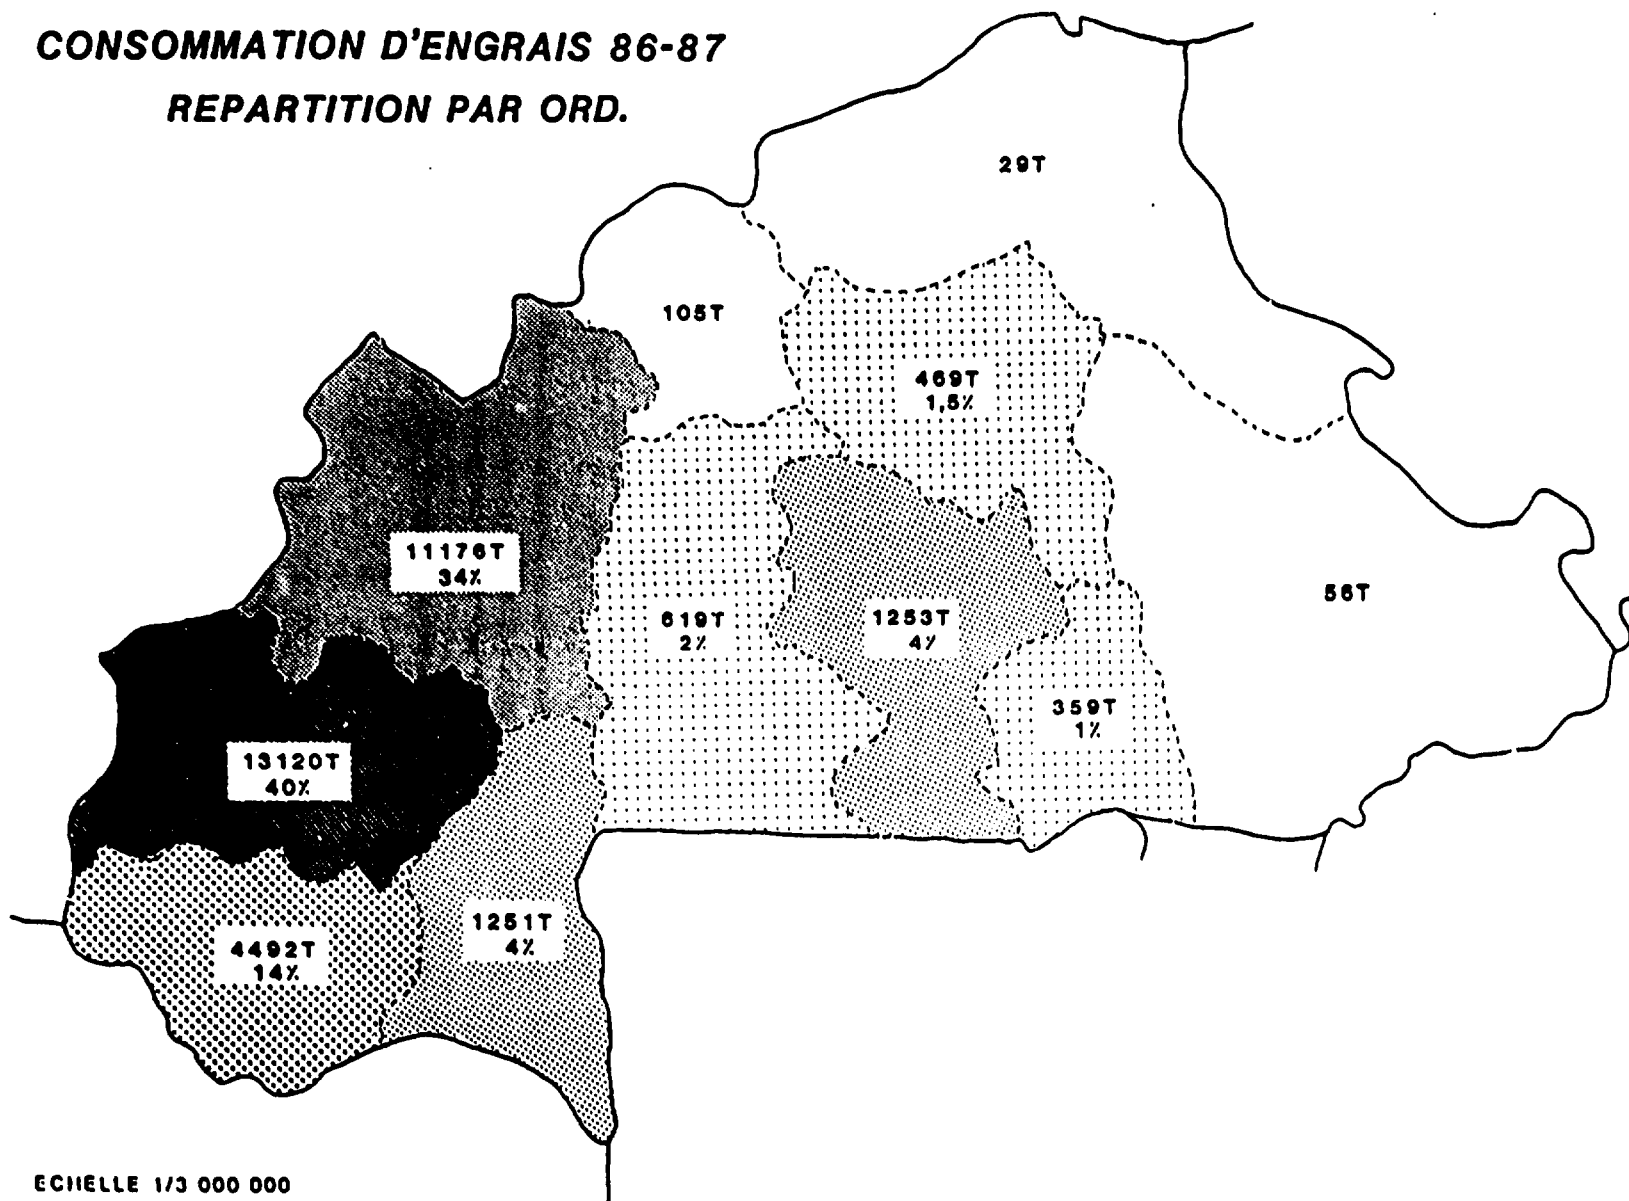 CONSOMMATION D'ENGRAIS 86-87
REPARTITION PAR ORD.
29T
105T
469T
1,5%
11176T
34%
619T
2%
1253T
4%
56T
359T
1%
13120T
40%
4492T
14%
1251T
4%
ECHELLE 1/3 000 000